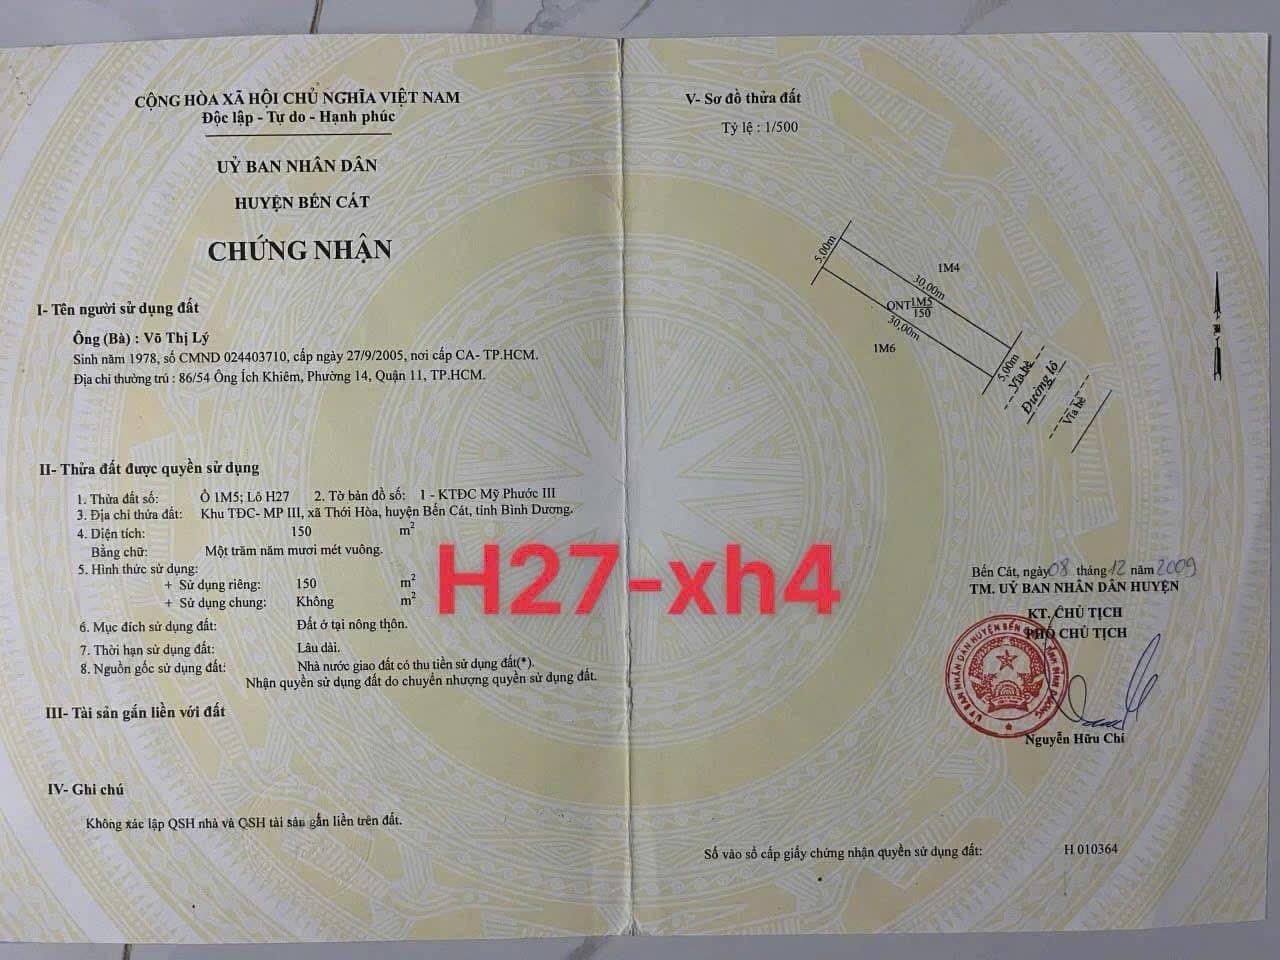 CỘNG HÒA XÃ HỘI CHỦ NGHĨA VIỆT NAM
Độc lập - Tự do - Hạnh phúc
UỶ BAN NHÂN DÂN
HUYỆN BẾN CÁT
CHỨNG NHẬN
I- Tên người sử dụng đất
Ông (Bà) : Võ Thị Lý
Sinh năm 1978, số CMND 024403710, cấp ngày 27/9/2005, nơi cấp CA- TP.HCM.
Địa chỉ thường trú : 86/54 Ông Ích Khiêm, Phường 14, Quận 11, TP.HCM.
II- Thửa đất được quyền sử dụng
1. Thửa đất số: Ô 1M5; Lô H27 2. Tờ bản đồ số: 1 - KTĐC Mỹ Phước III
3. Địa chỉ thửa đất: Khu TĐC- MP III, xã Thới Hòa, huyện Bến Cát, tỉnh Bình Dương.
4. Diện tích: 150 m2
Bằng chữ: Một trăm năm mươi mét vuông.
5. Hình thức sử dụng:
+ Sử dụng riêng: 150 m2
+ Sử dụng chung: Không m2
6. Mục đích sử dụng đất: Đất ở tại nông thôn.
7. Thời hạn sử dụng đất: Lâu dài.
8. Nguồn gốc sử dụng đất: Nhà nước giao đất có thu tiền sử dụng đất(*).
Nhận quyền sử dụng đất do chuyển nhượng quyền sử dụng đất.
III- Tài sản gắn liền với đất
IV- Ghi chú
Không xác lập QSH nhà và QSH tài sản gắn liền trên đất.
H27-xh4
V- Sơ đồ thửa đất
Tỷ lệ : 1/500
5,00m
1M4
30,00m
ONT 1M5
150
30,00m
1M6
5,00m
Vỉa hè
Đường lô
Vỉa hè
Bến Cát, ngày 08 tháng 12 năm 2009
TM. UỶ BAN NHÂN DÂN HUYỆN
KT. CHỦ TỊCH
PHÓ CHỦ TỊCH
Nguyễn Hữu Chí
Số vào sổ cấp giấy chứng nhận quyền sử dụng đất: H 010364